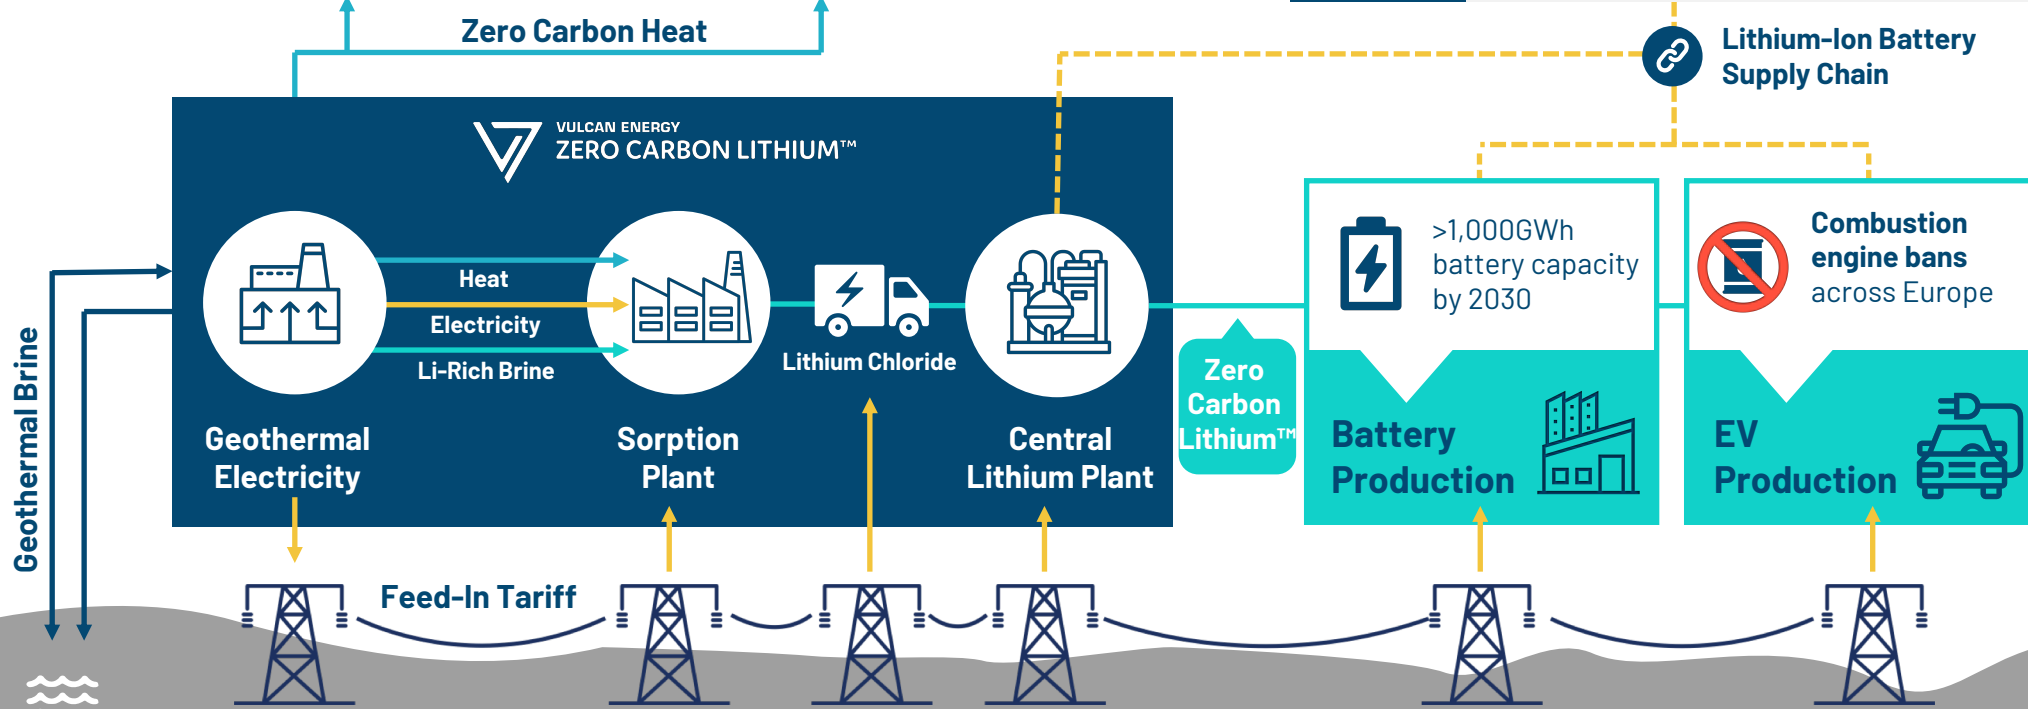 Zero Carbon Heat
Lithium-Ion Battery
Supply Chain
VULCAN ENERGY
ZERO CARBON LITHIUM™
Heat
Electricity
Li-Rich Brine
Lithium Chloride
Geothermal
Electricity
Sorption
Plant
Central
Lithium Plant
Zero
Carbon
Lithium™
>1,000GWh
battery capacity
by 2030
Battery
Production
Combustion
engine bans
across Europe
EV
Production
Geothermal Brine
Feed-In Tariff